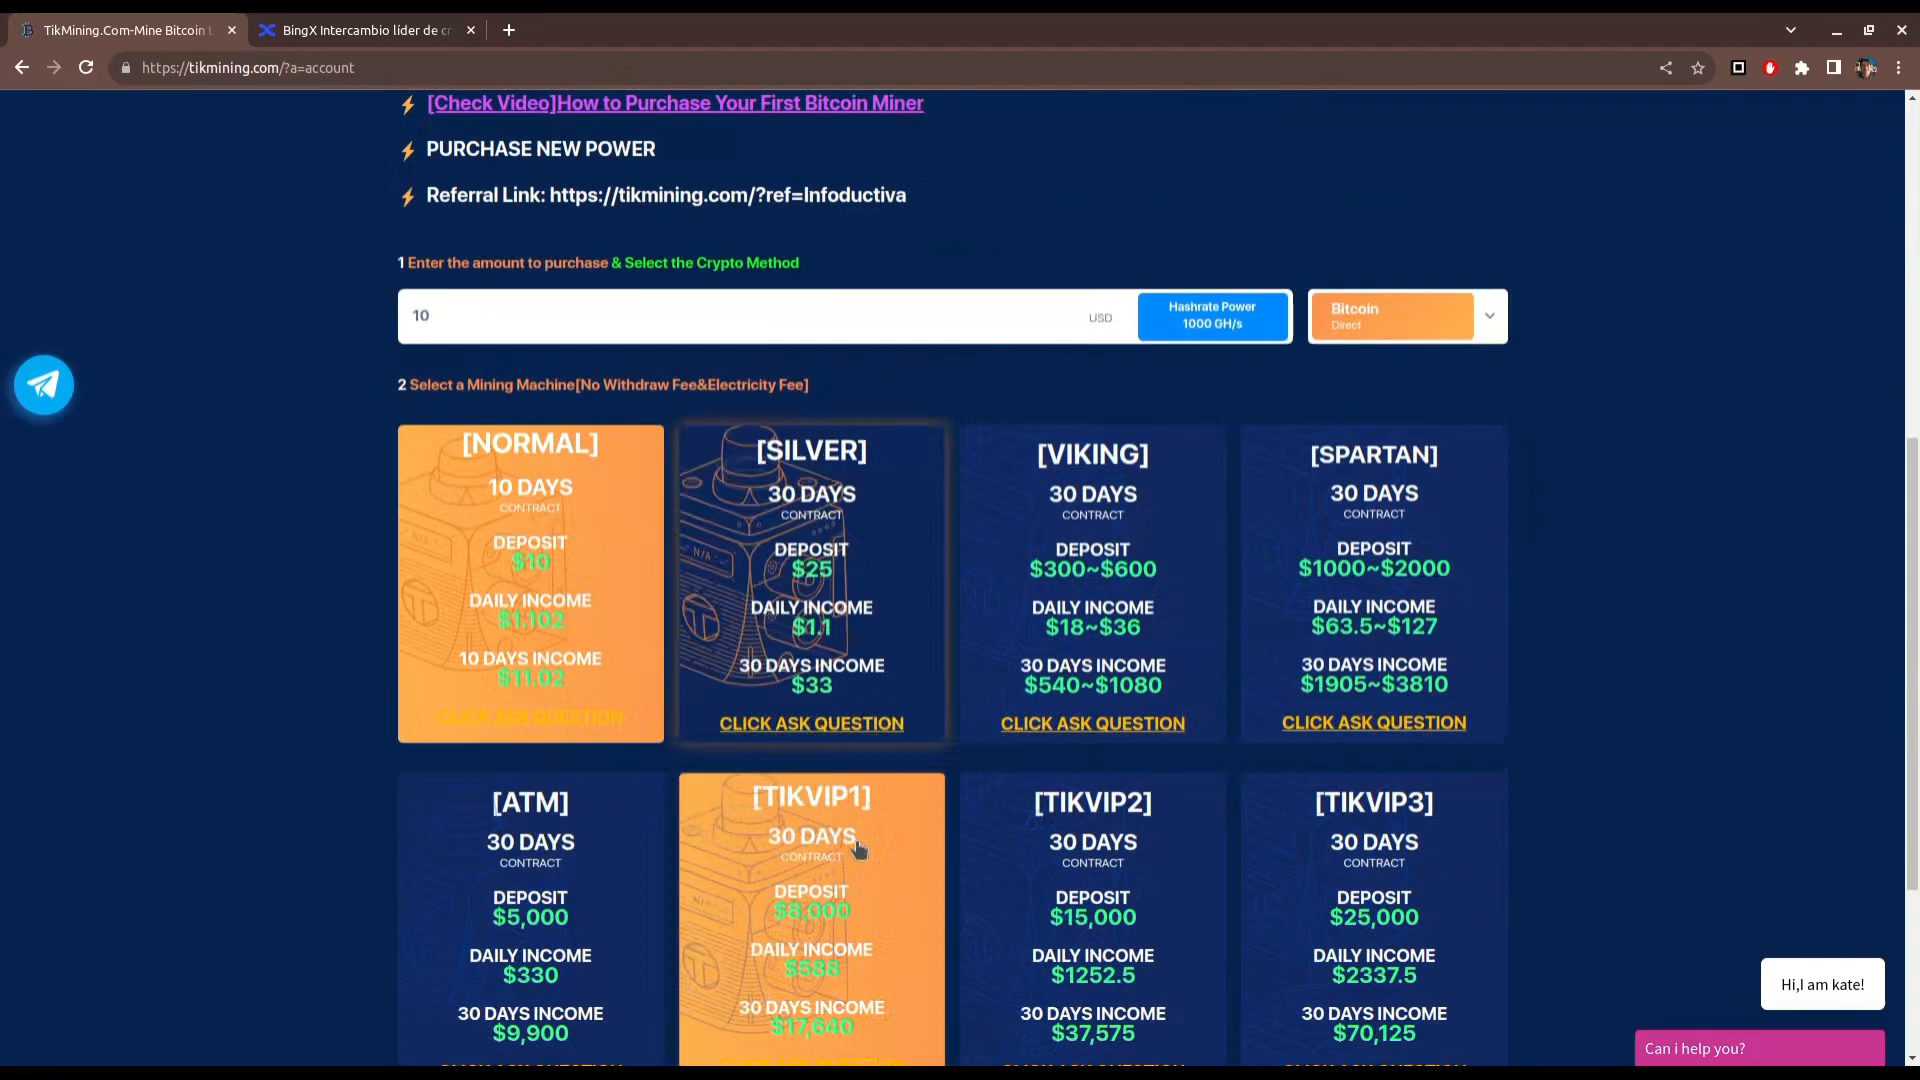 TikMining.Com-Mine Bitcoin
BingX Intercambio líder de cr
https://tikmining.com/?a=account
[Check Video]How to Purchase Your First Bitcoin Miner
PURCHASE NEW POWER
Referral Link: https://tikmining.com/?ref=Infoductiva
1 Enter the amount to purchase & Select the Crypto Method
10
USD
Hashrate Power
1000 GH/s
Bitcoin
Direct
2 Select a Mining Machine[No Withdraw Fee&Electricity Fee]
[NORMAL]
10 DAYS
CONTRACT
DEPOSIT
$10
DAILY INCOME
$1.102
10 DAYS INCOME
$11.02
CLICK ASK QUESTION
[SILVER]
30 DAYS
CONTRACT
DEPOSIT
$25
DAILY INCOME
$1.1
30 DAYS INCOME
$33
CLICK ASK QUESTION
[VIKING]
30 DAYS
CONTRACT
DEPOSIT
$300~$600
DAILY INCOME
$18~$36
30 DAYS INCOME
$540~$1080
CLICK ASK QUESTION
[SPARTAN]
30 DAYS
CONTRACT
DEPOSIT
$1000~$2000
DAILY INCOME
$63.5~$127
30 DAYS INCOME
$1905~$3810
CLICK ASK QUESTION
[ATM]
30 DAYS
CONTRACT
DEPOSIT
$5,000
DAILY INCOME
$330
30 DAYS INCOME
$9,900
[TIKVIP1]
30 DAYS
CONTRACT
DEPOSIT
$8,000
DAILY INCOME
$588
30 DAYS INCOME
$17,640
[TIKVIP2]
30 DAYS
CONTRACT
DEPOSIT
$15,000
DAILY INCOME
$1252.5
30 DAYS INCOME
$37,575
[TIKVIP3]
30 DAYS
CONTRACT
DEPOSIT
$25,000
DAILY INCOME
$2337.5
30 DAYS INCOME
$70,125
Hi,I am kate!
Can i help you?